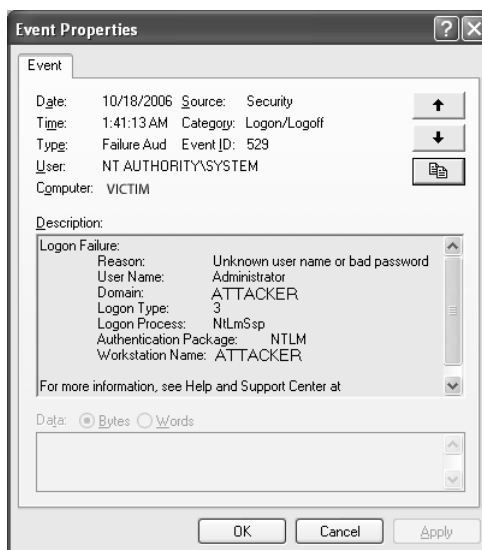 Event Properties
Event
Date: 10/18/2006 Source: Security
Time: 1:41:13 AM Category: Logon/Logoff
Type: Failure Aud Event ID: 529
User: NT AUTHORITY\SYSTEM
Computer: VICTIM
Description:
Logon Failure:
Reason: Unknown user name or bad password
User Name: Administrator
Domain: ATTACKER
Logon Type: 3
Logon Process: NtLmSsp
Authentication Package: NTLM
Workstation Name: ATTACKER
For more information, see Help and Support Center at
Data: Bytes Words
OK Cancel Apply